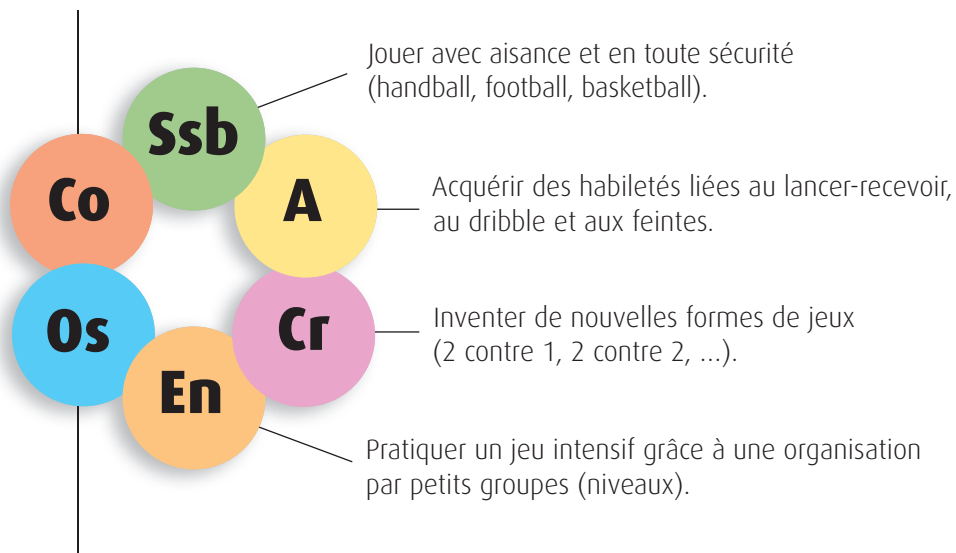 Jouer avec aisance et en toute sécurité
(handball, football, basketball).
Ssb
Co
A
Acquérir des habiletés liées au lancer-recevoir,
au dribble et aux feintes.
Os
Cr
Inventer de nouvelles formes de jeux
(2 contre 1, 2 contre 2, ...).
En
Pratiquer un jeu intensif grâce à une organisation
par petits groupes (niveaux).